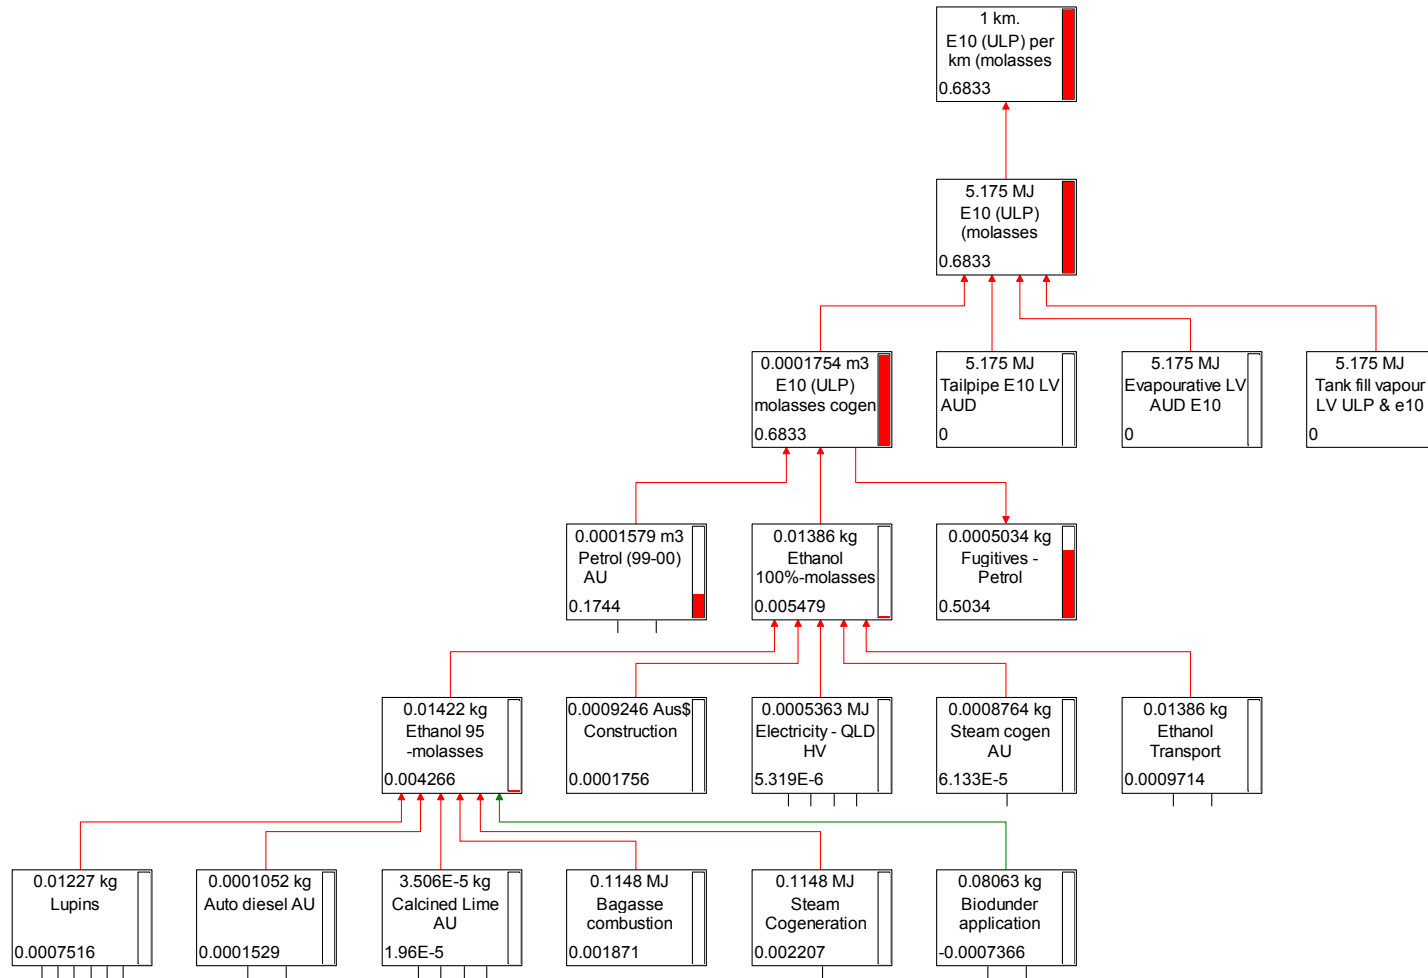 1 km.
E10 (ULP) per
km (molasses
0.6833
5.175 MJ
E10 (ULP)
(molasses
0.6833
0.0001754 m3
E10 (ULP)
molasses cogen
0.6833
5.175 MJ
Tailpipe E10 LV
AUD
0
5.175 MJ
Evapourative LV
AUD E10
0
5.175 MJ
Tank fill vapour
LV ULP & e10
0
0.0001579 m3
Petrol (99-00)
AU
0.1744
0.01386 kg
Ethanol
100%-molasses
0.005479
0.0005034 kg
Fugitives -
Petrol
0.5034
0.01422 kg
Ethanol 95
-molasses
0.004266
0.0009246 Aus$
Construction
0.0001756
0.0005363 MJ
Electricity - QLD
HV
5.319E-6
0.0008764 kg
Steam cogen
AU
6.133E-5
0.01386 kg
Ethanol
Transport
0.0009714
0.01227 kg
Lupins
0.0007516
0.0001052 kg
Auto diesel AU
0.0001529
3.506E-5 kg
Calcined Lime
AU
1.96E-5
0.1148 MJ
Bagasse
combustion
0.001871
0.1148 MJ
Steam
Cogeneration
0.002207
0.08063 kg
Biodunder
application
-0.0007366